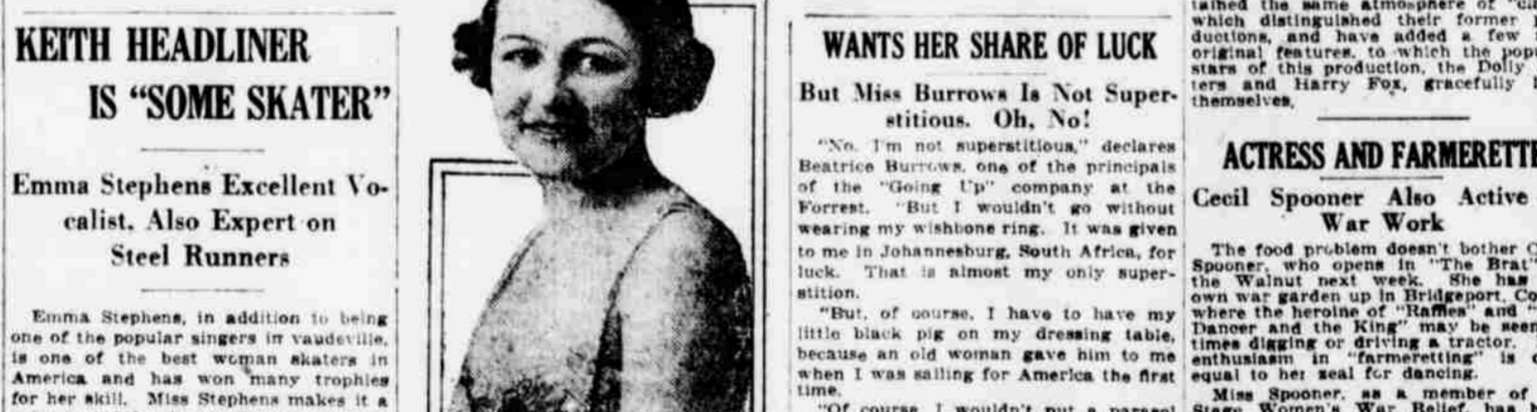 KEITH HEADLINER
IS "SOME SKATER"
Emma Stephens Excellent Vo-
calist, Also Expert on
Steel Runners
Emma Stephens, in addition to being
one of the popular singers in vaudeville,
is one of the best woman skaters in
America and has won many trophies
for her skill. Miss Stephens makes it a
WANTS HER SHARE OF LUCK
But Miss Burrows Is Not Super-
stitious. Oh, No!
"No, I'm not superstitious," declares
Beatrice Burrows, one of the principals
of the "Going Up" company at the
Forrest. "But I wouldn't go without
wearing my wishbone ring. It was given
to me in Johannesburg, South Africa, for
luck. That is almost my only super-
stition.
"But, of course, I have to have my
little black pig on my dressing table,
because an old woman gave him to me
when I was sailing for America the first
time.
"Of course, I wouldn't put a parasol
tained the same atmosphere of
which distinguished their former
ductions, and have added a few
original features, to which the
stars of this production, the Dolly
ters and Harry Fox, gracefully
themselves.
ACTRESS AND FARMERETTE
Cecil Spooner Also Active
War Work
The food problem doesn't bother
Spooner, who opens in "The Brat"
the Walnut next week. She has
own war garden up in Bridgeport,
where the heroine of "Raffles" and
Dancer and the King" may be seen
times digging or driving a tractor.
enthusiasm in "farmeretting" is
equal to her zeal for dancing.
Miss Spooner, as a member of
Stage Women's War Relief, has